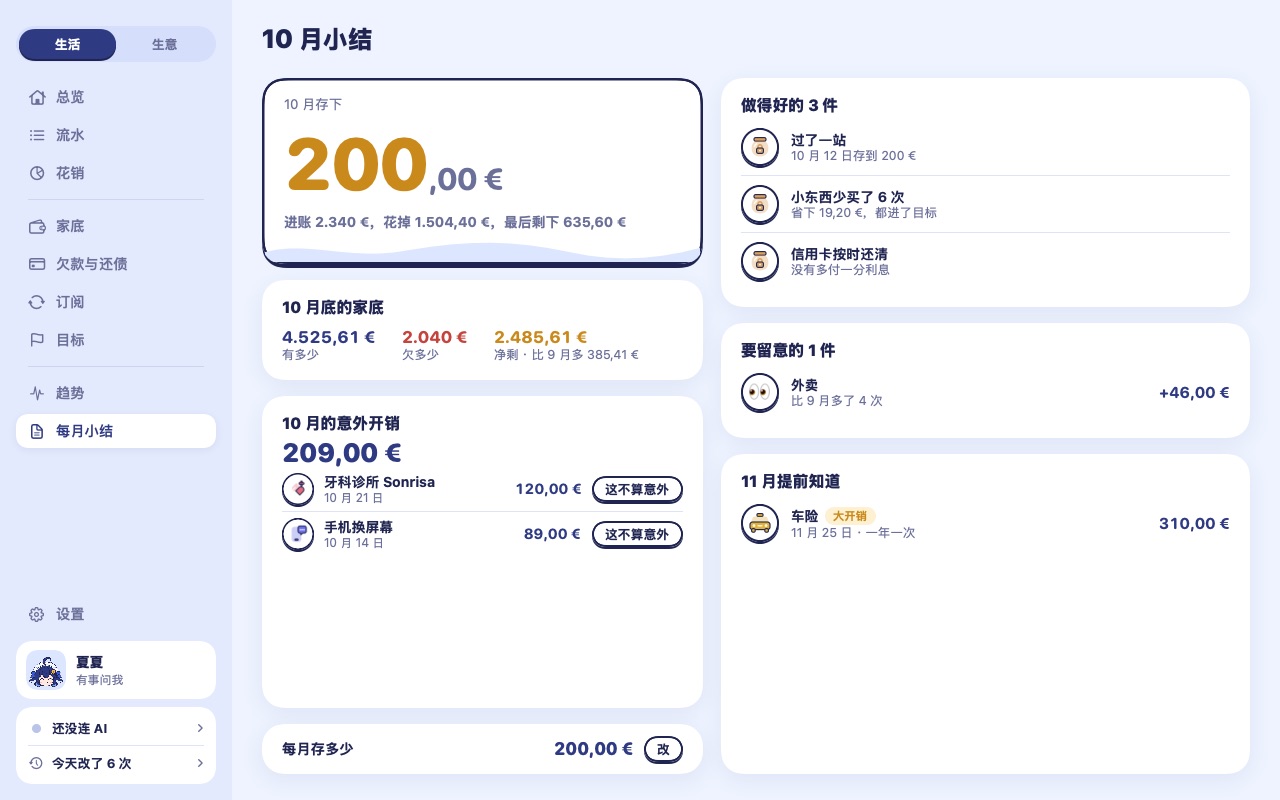 生活
生意
总览
流水
花销
家底
欠款与还债
订阅
目标
趋势
每月小结
设置
夏夏
有事问我
还没连 AI
今天改了 6 次
10 月小结
10 月存下
200,00 €
进账 2.340 €，花掉 1.504,40 €，最后剩下 635,60 €
10 月底的家底
4.525,61 €
有多少
2.040 €
欠多少
2.485,61 €
净剩 · 比 9 月多 385,41 €
10 月的意外开销
209,00 €
牙科诊所 Sonrisa
10 月 21 日
120,00 €
这不算意外
手机换屏幕
10 月 14 日
89,00 €
这不算意外
每月存多少
200,00 €
改
做得好的 3 件
过了一站
10 月 12 日存到 200 €
小东西少买了 6 次
省下 19,20 €，都进了目标
信用卡按时还清
没有多付一分利息
要留意的 1 件
外卖
比 9 月多了 4 次
+46,00 €
11 月提前知道
车险 大开销
11 月 25 日 · 一年一次
310,00 €